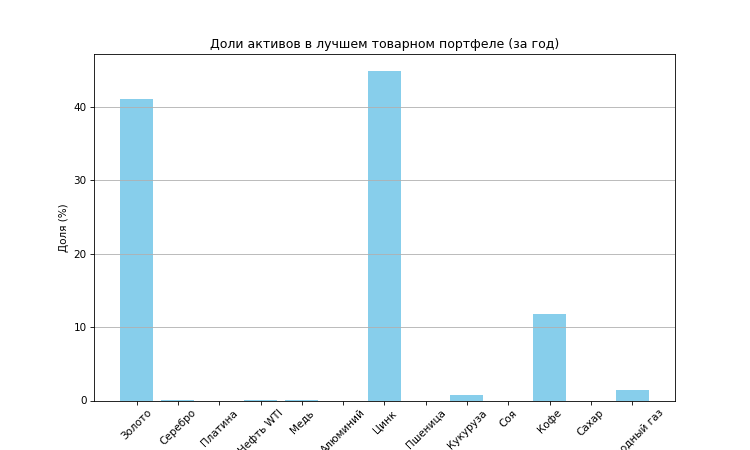 Доли активов в лучшем товарном портфеле (за год)
Доля (%)
40
30
20
10
0
Золото
Серебро
Платина
Нефть WTI
Медь
Алюминий
Цинк
Пшеница
Кукуруза
Соя
Кофе
Сахар
газ